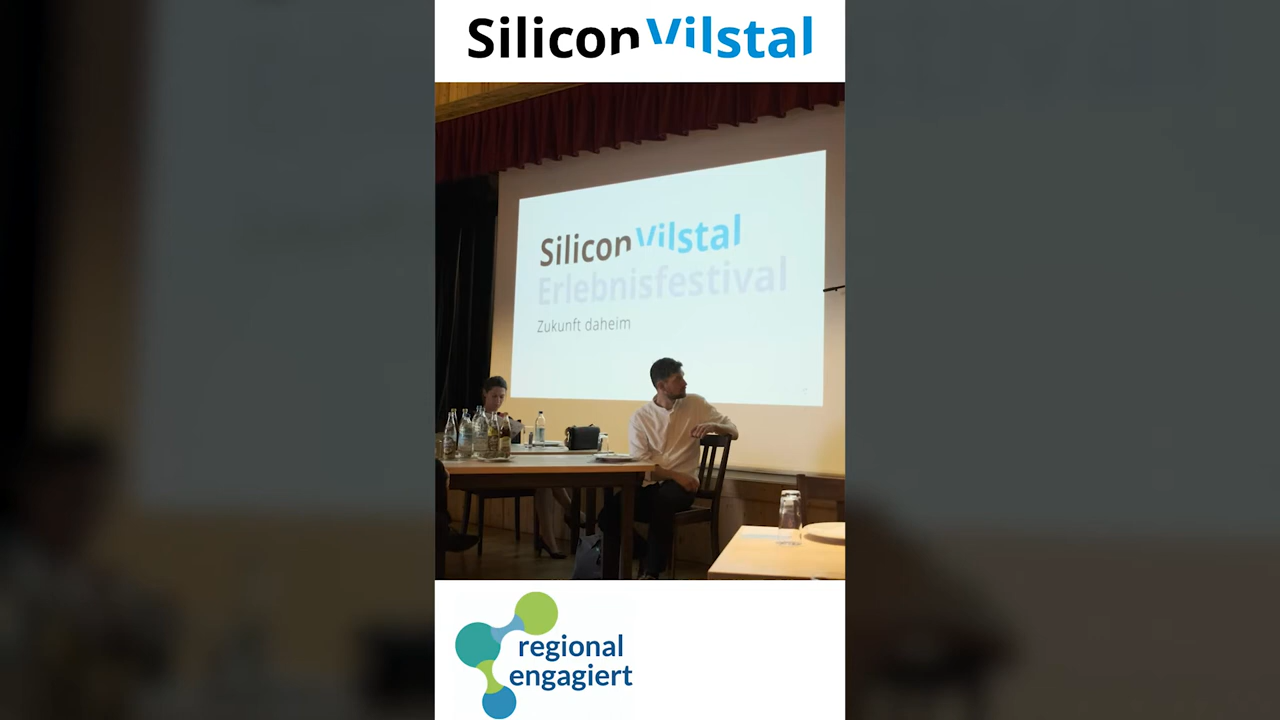 Silicon Vilstal
Silicon Vilstal
Erlebnisfestival
Zukunft daheim
regional
engagiert